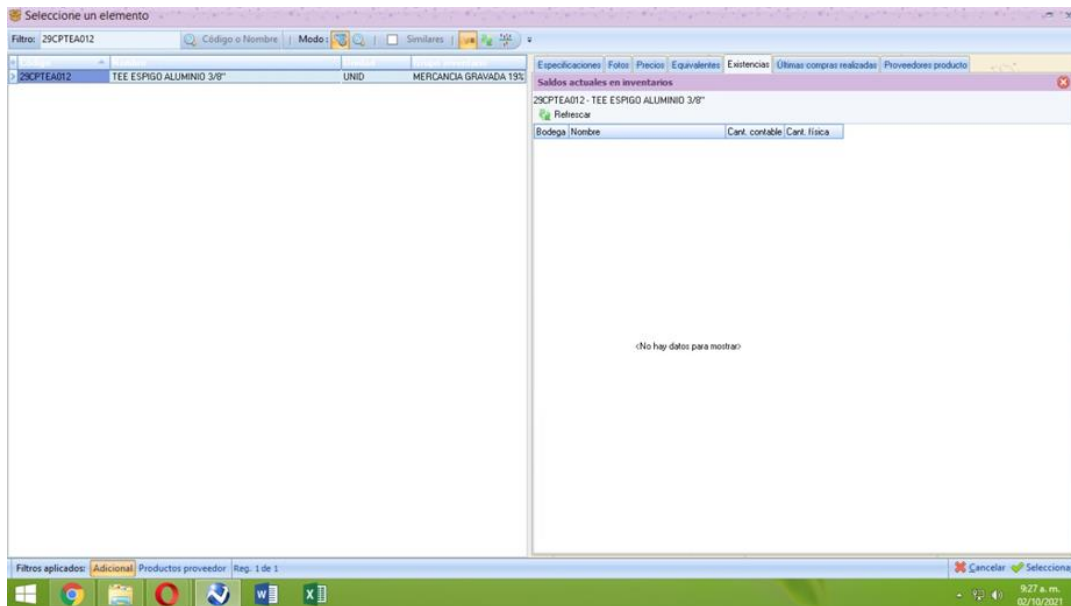 Seleccione un elemento
Filtro: 29CPTEA012 Código o Nombre Modo: Similares
29CPTEA012 TEE ESPIGO ALUMINIO 3/8" UNID MERCANCIA GRAVADA 19%
Especificaciones Fotos Precios Equivalentes Existencias Últimas compras realizadas Proveedores producto
Saldos actuales en inventarios
29CPTEA012 - TEE ESPIGO ALUMINIO 3/8"
Refrescar
Bodega Nombre Cant. contable Cant. física
<No hay datos para mostrar>
Filtros aplicados: Adicional Productos proveedor Reg. 1 de 1
Cancelar Selecciona
9:27 a. m.
02/10/2021